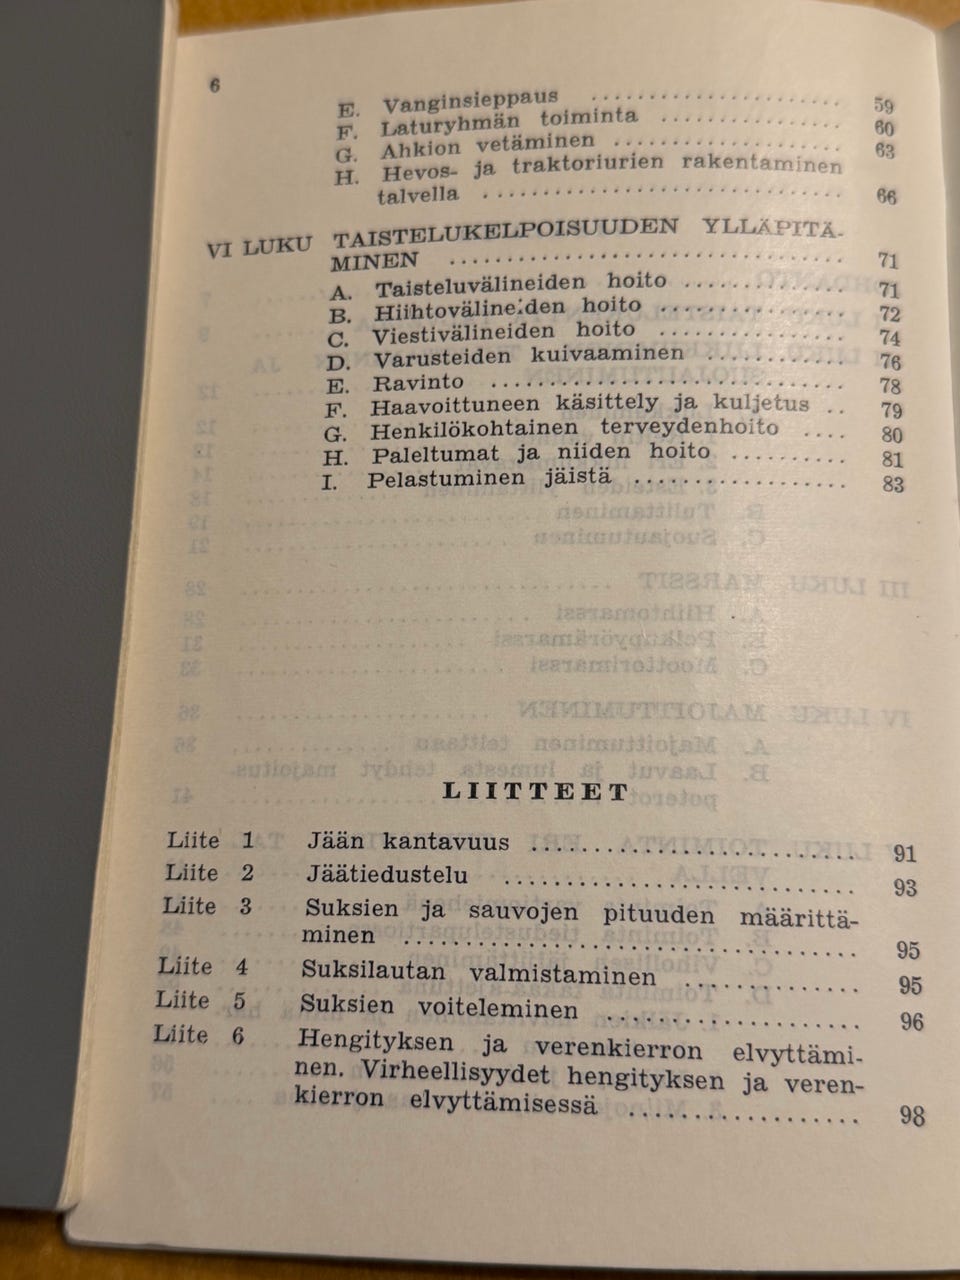 6
E. Vanginsieppaus .................... 59
F. Laturyhmän toiminta ............... 60
G. Ahkion vetäminen .................. 63
H. Hevos- ja traktoriurien rakentaminen
talvella .............................. 66
VI LUKU TAISTELUKELPOISUUDEN YLLÄPITÄ-
MINEN .............................. 71
A. Taisteluvälineiden hoito ............ 71
B. Hiihtovälineiden hoito .............. 72
C. Viestivälineiden hoito .............. 74
D. Varusteiden kuivaaminen ........... 76
E. Ravinto ............................ 78
F. Haavoittuneen käsittely ja kuljetus .. 79
G. Henkilökohtainen terveydenhoito .... 80
H. Paleltumat ja niiden hoito .......... 81
I. Pelastuminen jäistä ................. 83
LIITTEET
Liite 1 Jään kantavuus ...................... 91
Liite 2 Jäätiedustelu ........................ 93
Liite 3 Suksien ja sauvojen pituuden määrittä-
minen .............................. 95
Liite 4 Suksilautan valmistaminen ............ 95
Liite 5 Suksien voiteleminen ................. 96
Liite 6 Hengityksen ja verenkierron elvyttämi-
nen. Virheellisyydet hengityksen ja veren-
kierron elvyttämisessä .................. 98